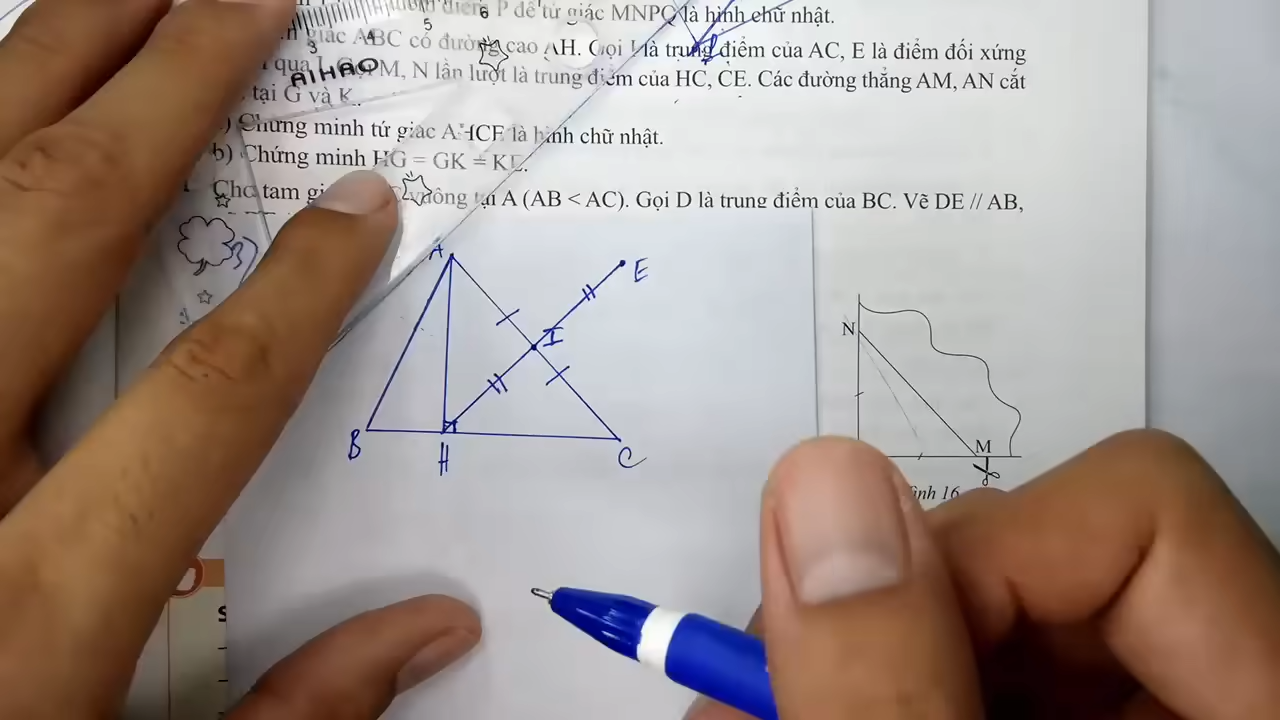 điểm P để tứ giác MNPQ là hình chữ nhật.
giác ABC có đường cao AH. Gọi I là trung điểm của AC, E là điểm đối xứng
qua I. Gọi M, N lần lượt là trung điểm của HC, CE. Các đường thẳng AM, AN cắt
tại G và K.
) Chứng minh tứ giác AHCE là hình chữ nhật.
b) Chứng minh HG = GK = KE.
Cho tam vuông tại A (AB < AC). Gọi D là trung điểm của BC. Vẽ DE // AB,
3 4 5 6
AIHAO
A
E
I
B
H
C
N
M
ình 16